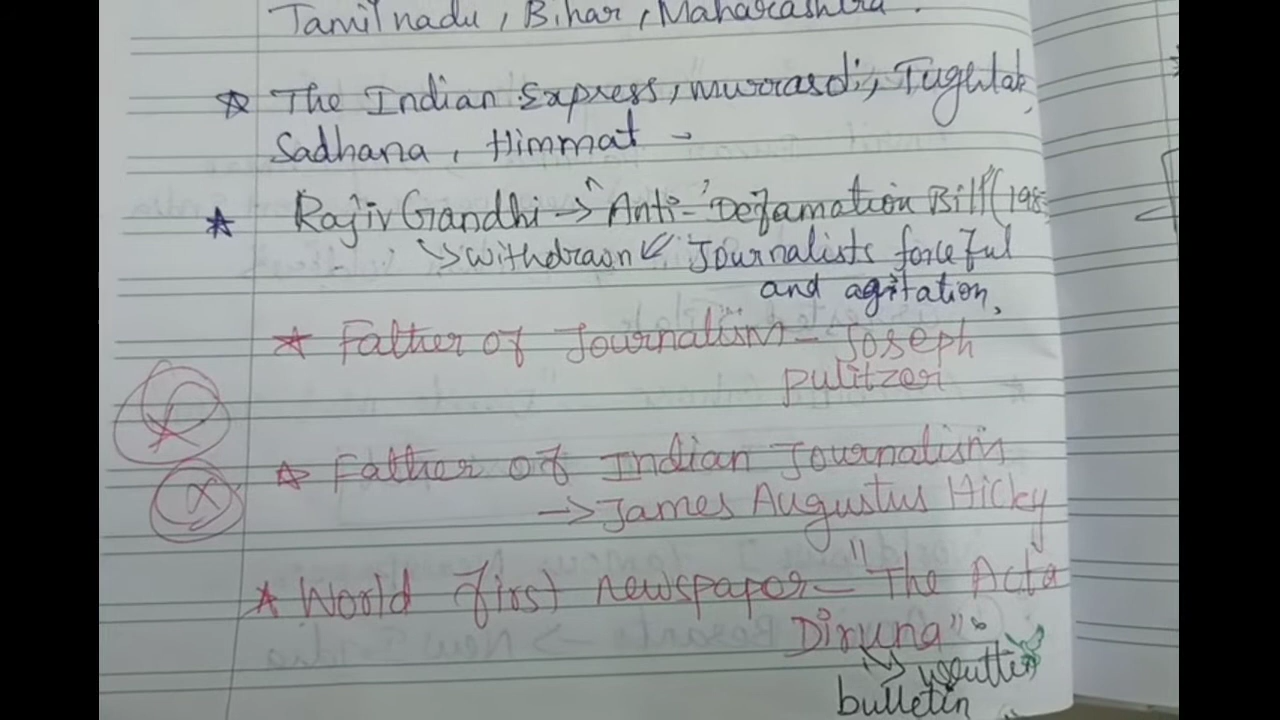 Tamilnadu, Bihar, Maharashtra.
☆ The Indian Express, murrasdi, Tughlak,
Sadhana, Himmat -
★ Rajiv Gandhi → "Anti-Defamation Bill" (198
↘ withdrawn ↙ Journalists forceful
and agitation.
★ Father of Journalism - Joseph
Pulitzer
☆ Father of Indian Journalism
→ James Augustus Hicky
★ World first newspaper - "The Acta
Diruna".
↘ written
bulletin